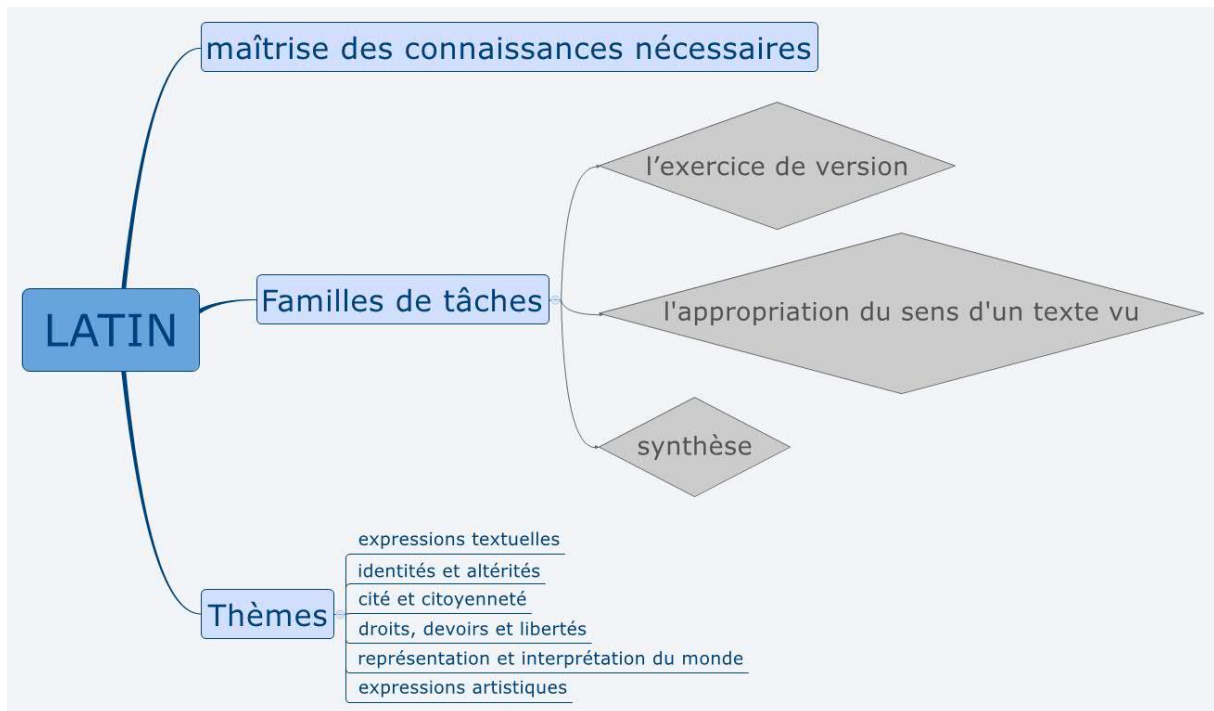 maîtrise des connaissances nécessaires
l’exercice de version
Familles de tâches
l'appropriation du sens d'un texte vu
LATIN
synthèse
Thèmes
expressions textuelles
identités et altérités
cité et citoyenneté
droits, devoirs et libertés
représentation et interprétation du monde
expressions artistiques